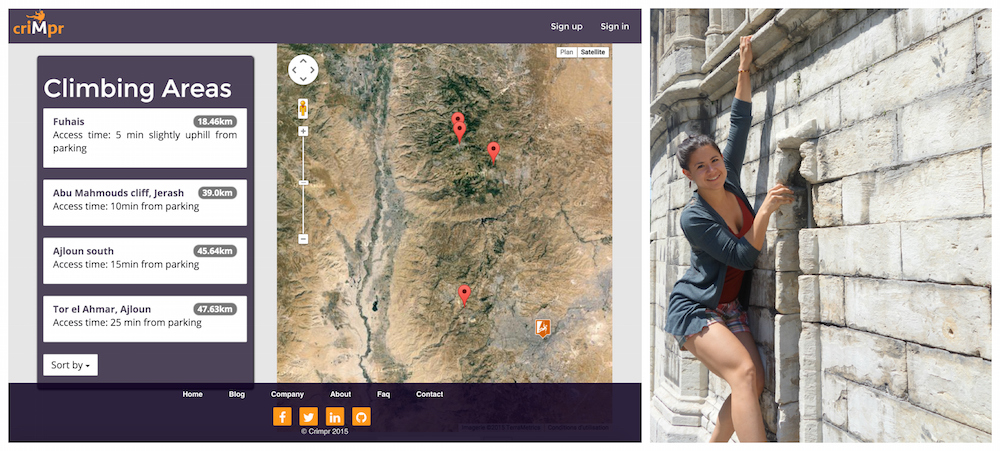 criMpr
Sign up
Sign in
Climbing Areas
Fuhais
18.46km
Access time: 5 min slightly uphill from
parking
Abu Mahmouds cliff, Jerash
39.0km
Access time: 10min from parking
Ajloun south
45.64km
Access time: 15min from parking
Tor el Ahmar, Ajloun
47.63km
Access time: 25 min from parking
Sort by
Plan
Satellite
Home
Blog
Company
About
Faq
Contact
© Crimpr 2015